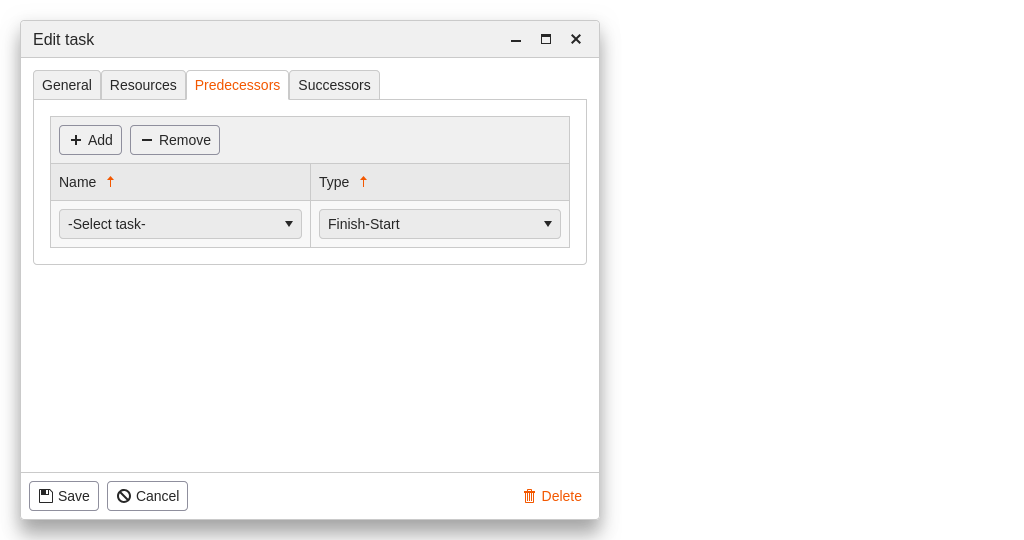 Edit task
General Resources Predecessors Successors
Add Remove
Name Type
-Select task- Finish-Start
Save Cancel Delete